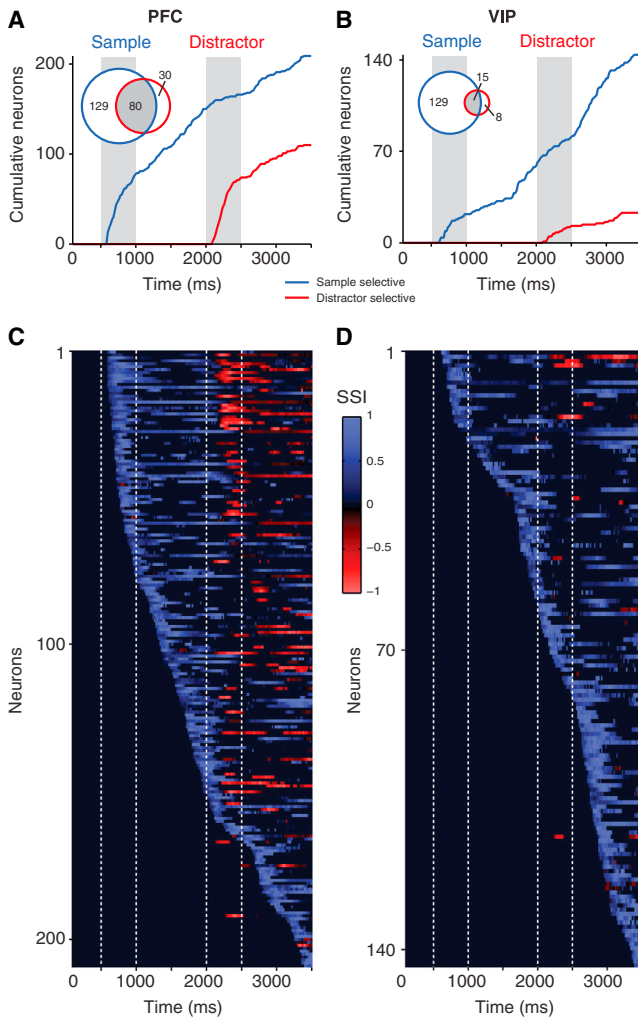 A
PFC
Sample
Distractor
200
100
0
Cumulative neurons
129
80
30
0
1000
2000
3000
Time (ms)
B
VIP
Sample
Distractor
140
70
0
Cumulative neurons
129
15
8
0
1000
2000
3000
Time (ms)
Sample selective
Distractor selective
C
1
100
200
Neurons
0
1000
2000
3000
Time (ms)
SSI
1
0.5
0
−0.5
−1
D
1
70
140
Neurons
0
1000
2000
3000
Time (ms)